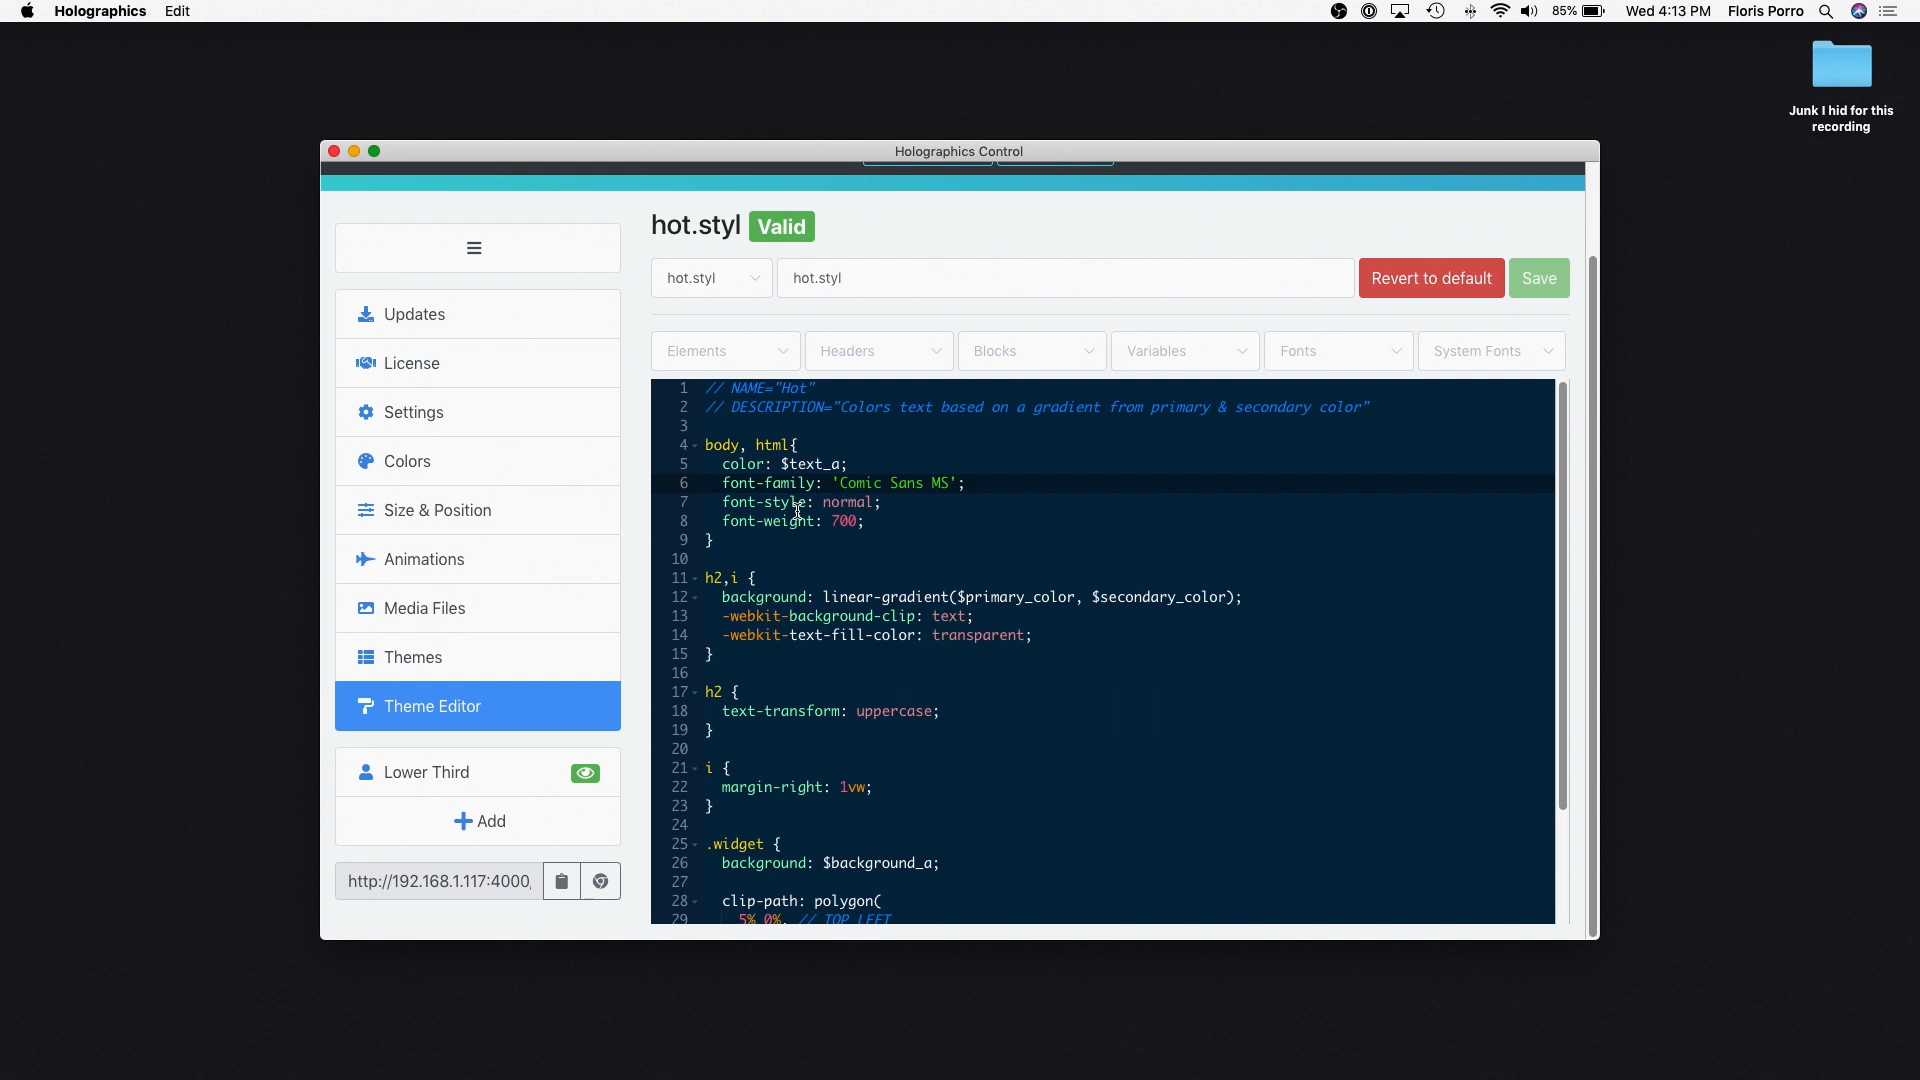 Holographics Edit 85% Wed 4:13 PM Floris Porro
Junk I hid for this
recording
Holographics Control
hot.styl Valid
hot.styl hot.styl Revert to default Save
Elements Headers Blocks Variables Fonts System Fonts
Updates
License
Settings
Colors
Size & Position
Animations
Media Files
Themes
Theme Editor
Lower Third
Add
http://192.168.1.117:4000,
1 // NAME="Hot"
2 // DESCRIPTION="Colors text based on a gradient from primary & secondary color"
3
4 body, html{
5 color: $text_a;
6 font-family: 'Comic Sans MS';
7 font-style: normal;
8 font-weight: 700;
9 }
10
11 h2,i {
12 background: linear-gradient($primary_color, $secondary_color);
13 -webkit-background-clip: text;
14 -webkit-text-fill-color: transparent;
15 }
16
17 h2 {
18 text-transform: uppercase;
19 }
20
21 i {
22 margin-right: 1vw;
23 }
24
25 .widget {
26 background: $background_a;
27
28 clip-path: polygon(
29 5% 0%, // TOP LEFT